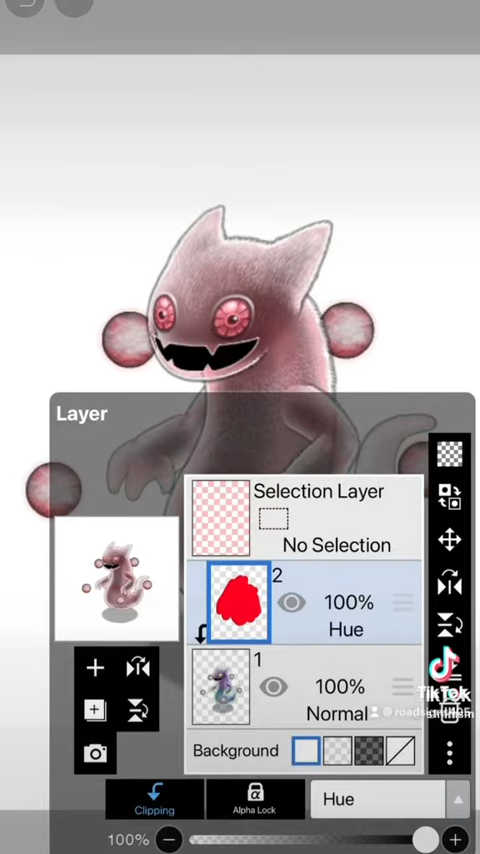 Layer
Selection Layer
No Selection
2
100%
Hue
1
100%
Normal
Background
TikTok
Clipping
Alpha Lock
Hue
100%